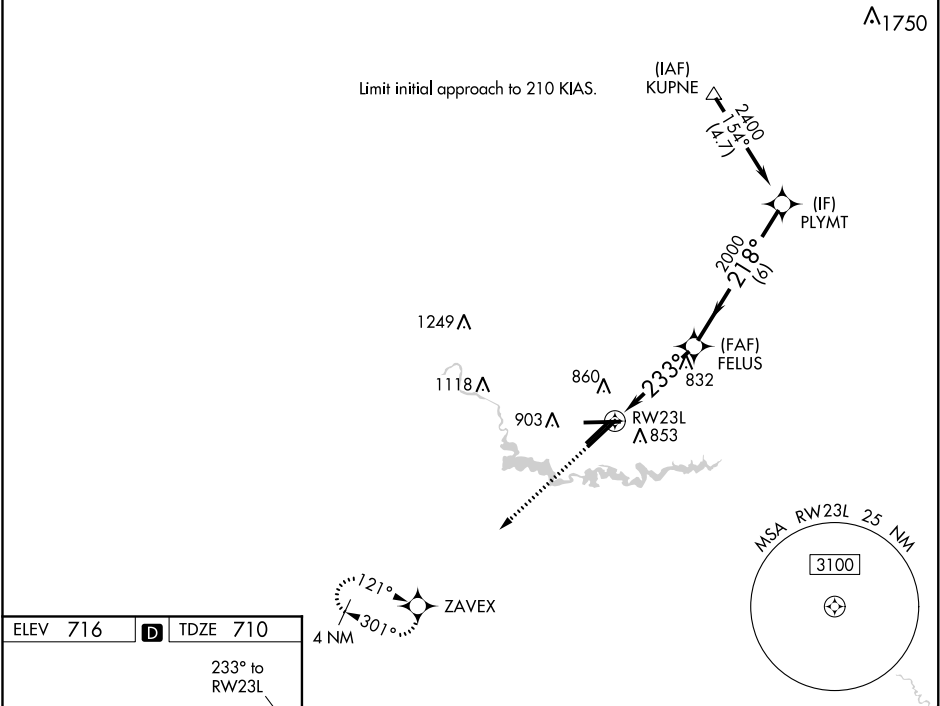 1750
(IAF)
KUPNE
Limit initial approach to 210 KIAS.
2400
154°
(4.7)
(IF)
PLYMT
2000
218°
(6)
1249
(FAF)
FELUS
233°
832
1118
860
903
RW23L
853
MSA RW23L 25 NM
3100
121°
301°
4 NM
ZAVEX
ELEV 716 D TDZE 710
233° to
RW23L